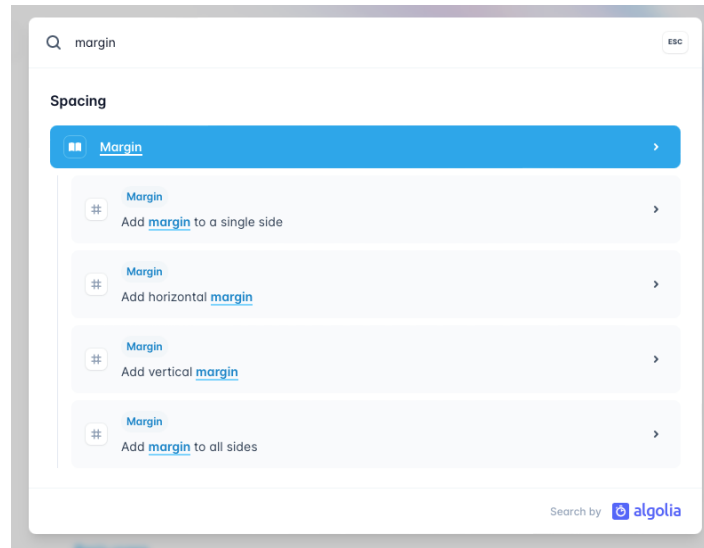 margin
ESC
Spacing
Margin
Margin
Add margin to a single side
Margin
Add horizontal margin
Margin
Add vertical margin
Margin
Add margin to all sides
Search by algolia